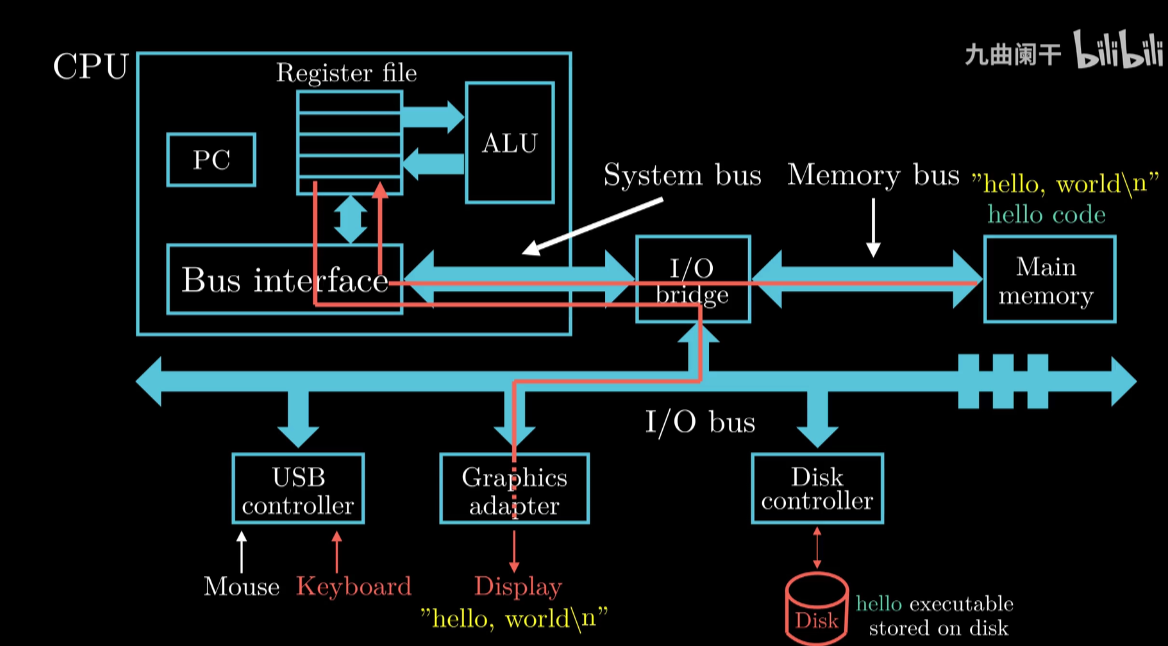 九曲阑干 bilibili
CPU
Register file
PC
ALU
System bus
Memory bus
"hello, world\n"
hello code
Bus interface
I/O
bridge
Main
memory
I/O bus
USB
controller
Graphics
adapter
Disk
controller
Mouse
Keyboard
Display
"hello, world\n"
Disk
hello executable
stored on disk